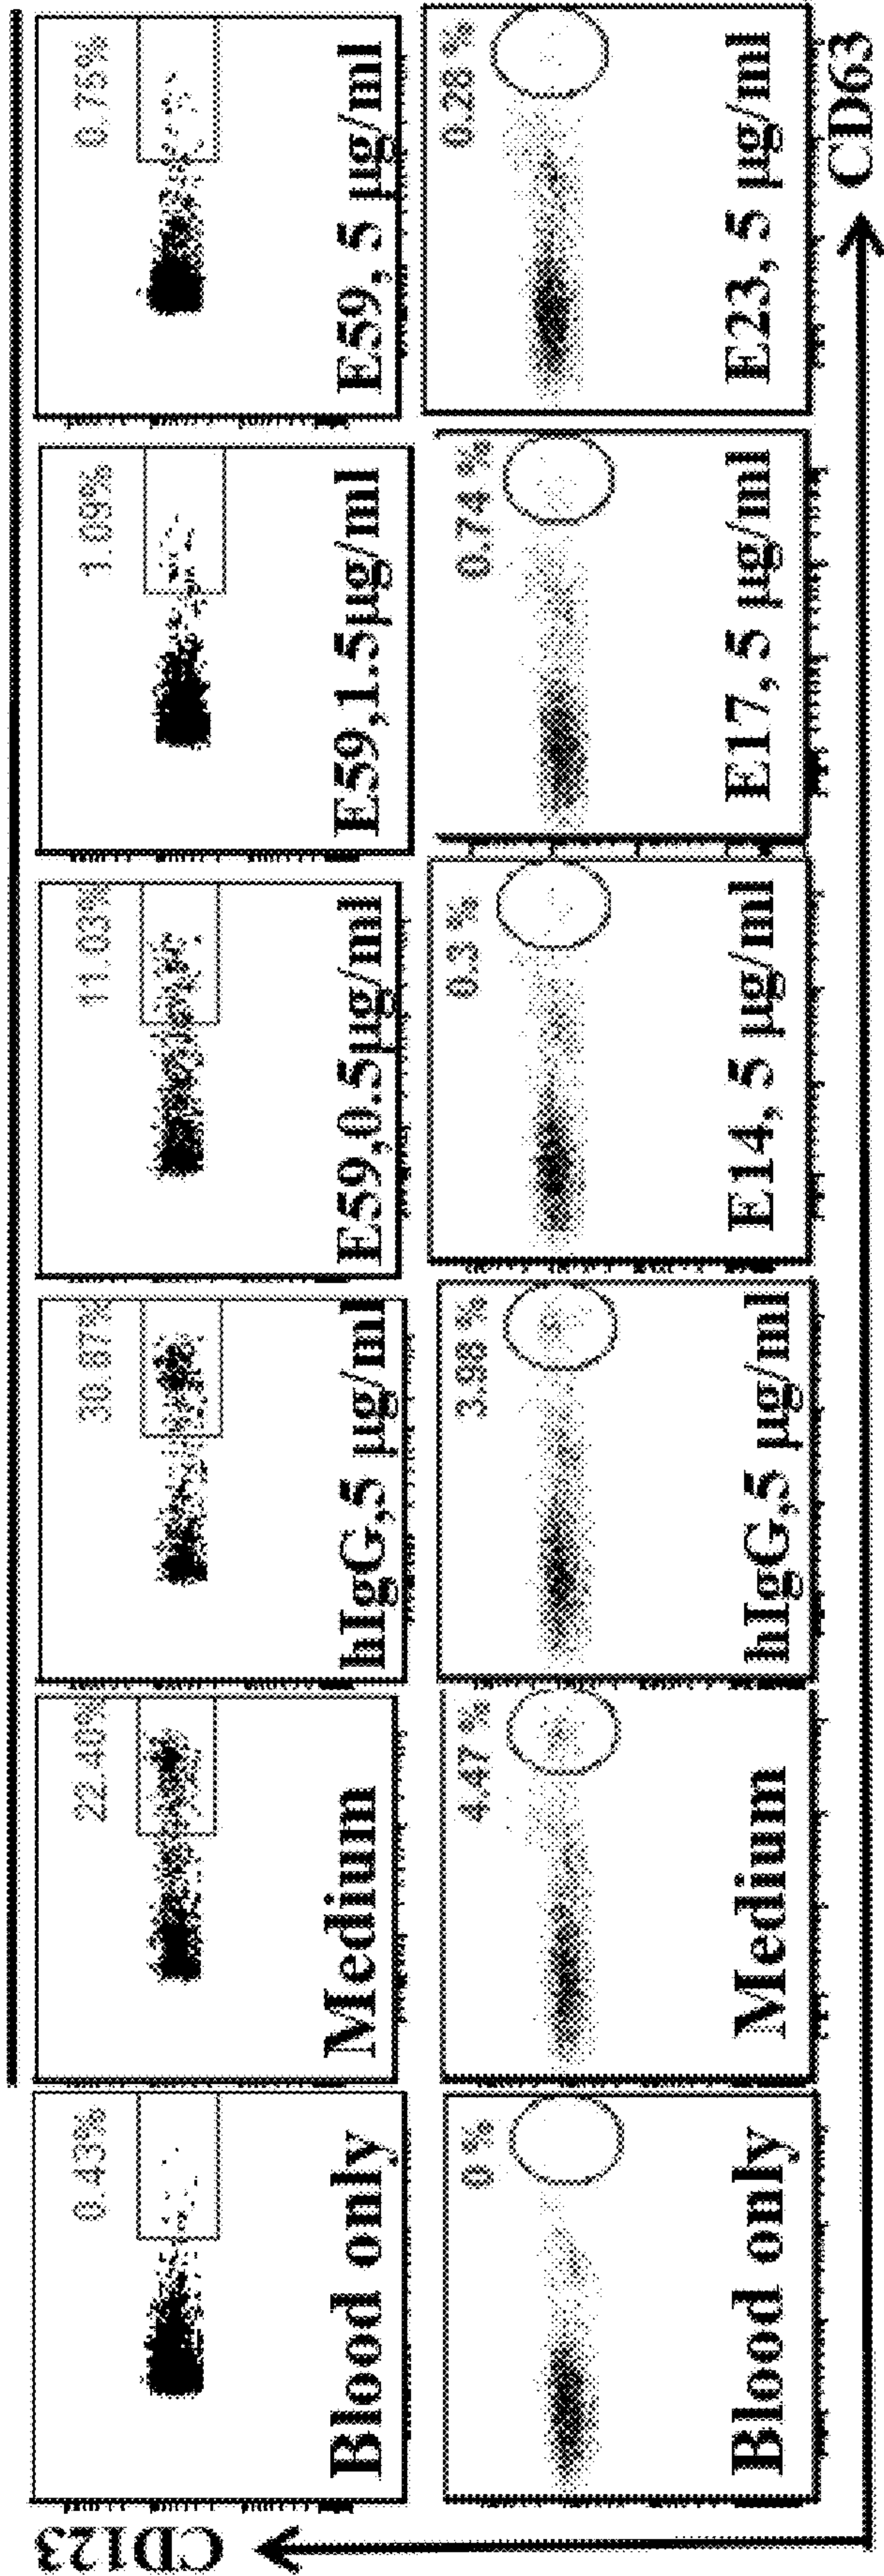 CD123
0.43%
22.40%
30.87%
11.03%
1.09%
0.75%
Blood only
Medium
hIgG,5 µg/ml
E59,0.5µg/ml
E59,1.5µg/ml
E59, 5 µg/ml
0 %
4.47 %
3.98 %
0.3 %
0.74 %
0.28 %
Blood only
Medium
hIgG,5 µg/ml
E14, 5 µg/ml
E17, 5 µg/ml
E23, 5 µg/ml
CD63